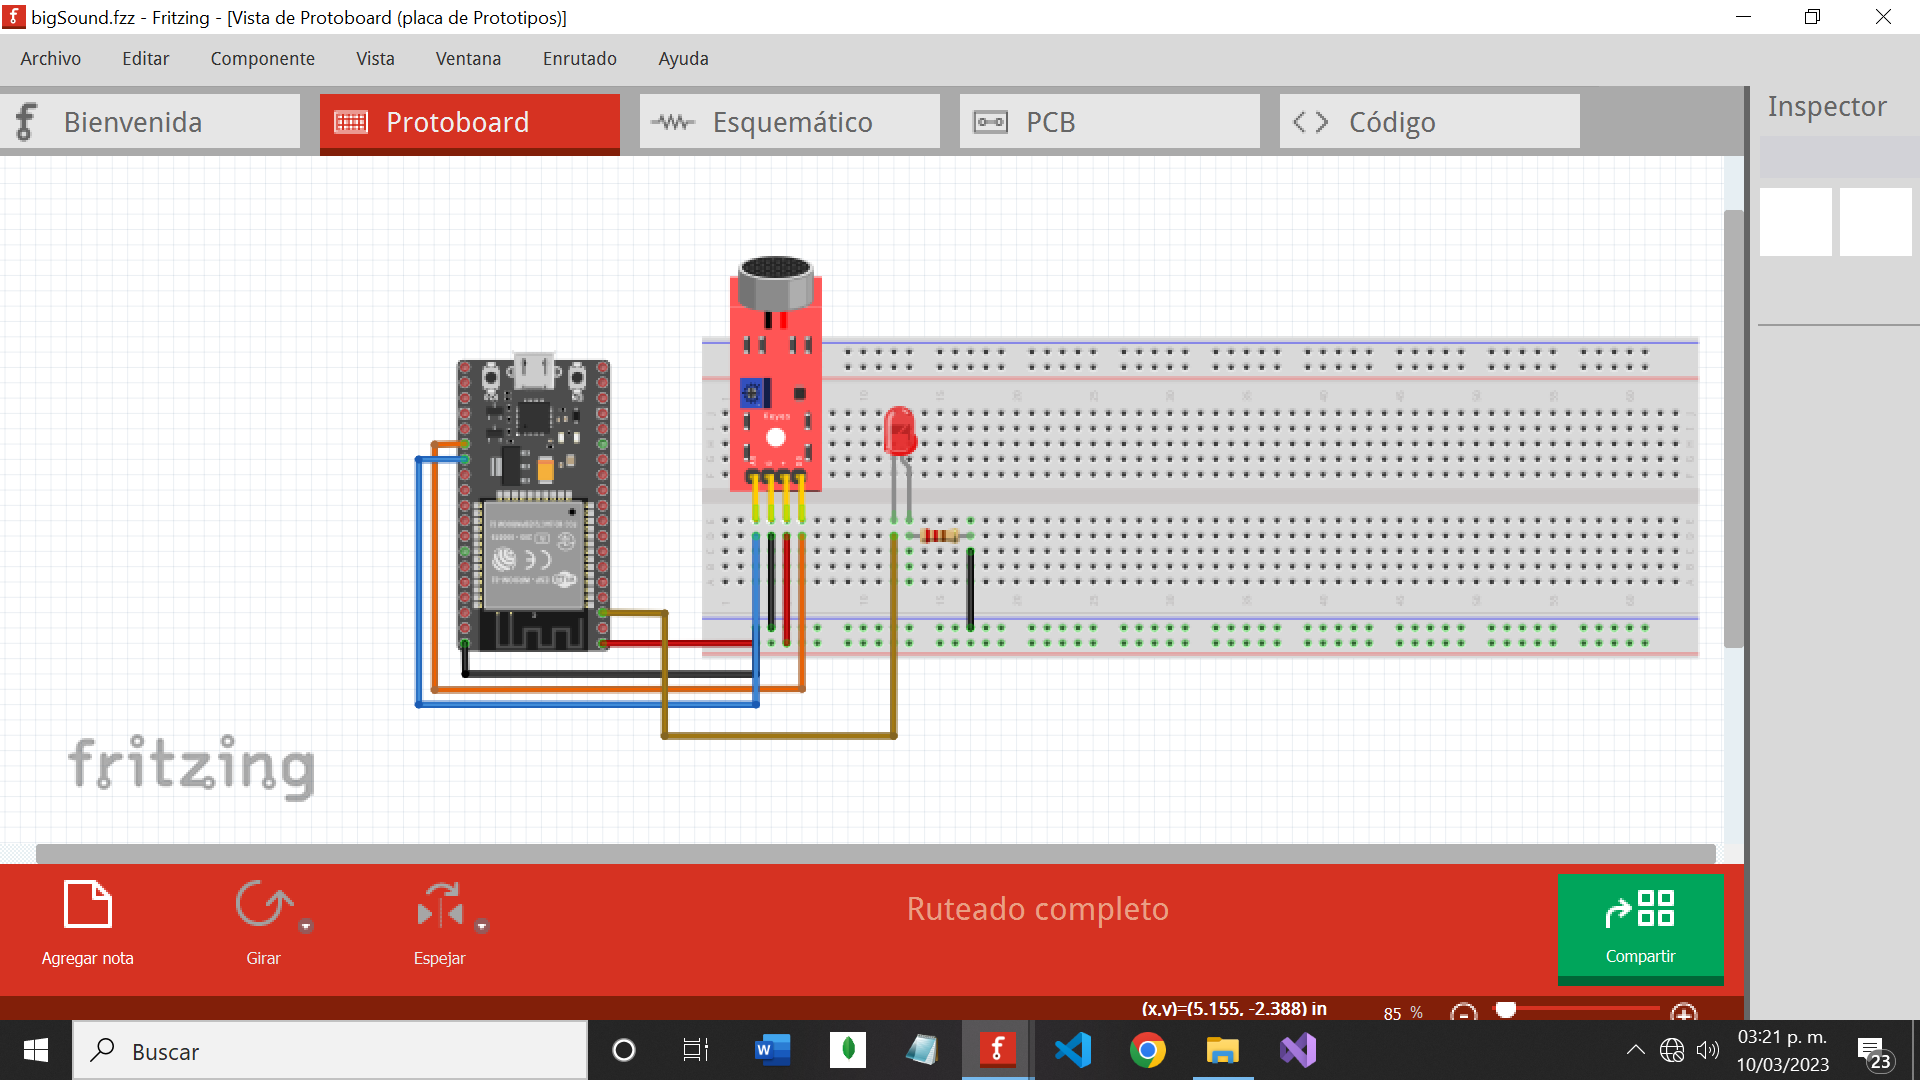 bigSound.fzz - Fritzing - [Vista de Protoboard (placa de Prototipos)]
Archivo Editar Componente Vista Ventana Enrutado Ayuda
Bienvenida Protoboard Esquemático PCB Código
Inspector
Keyes
fritzing
Agregar nota Girar Espejar Ruteado completo Compartir
(x,y)=(5.155, -2.388) in 85 %
Buscar
03:21 p. m.
10/03/2023
23